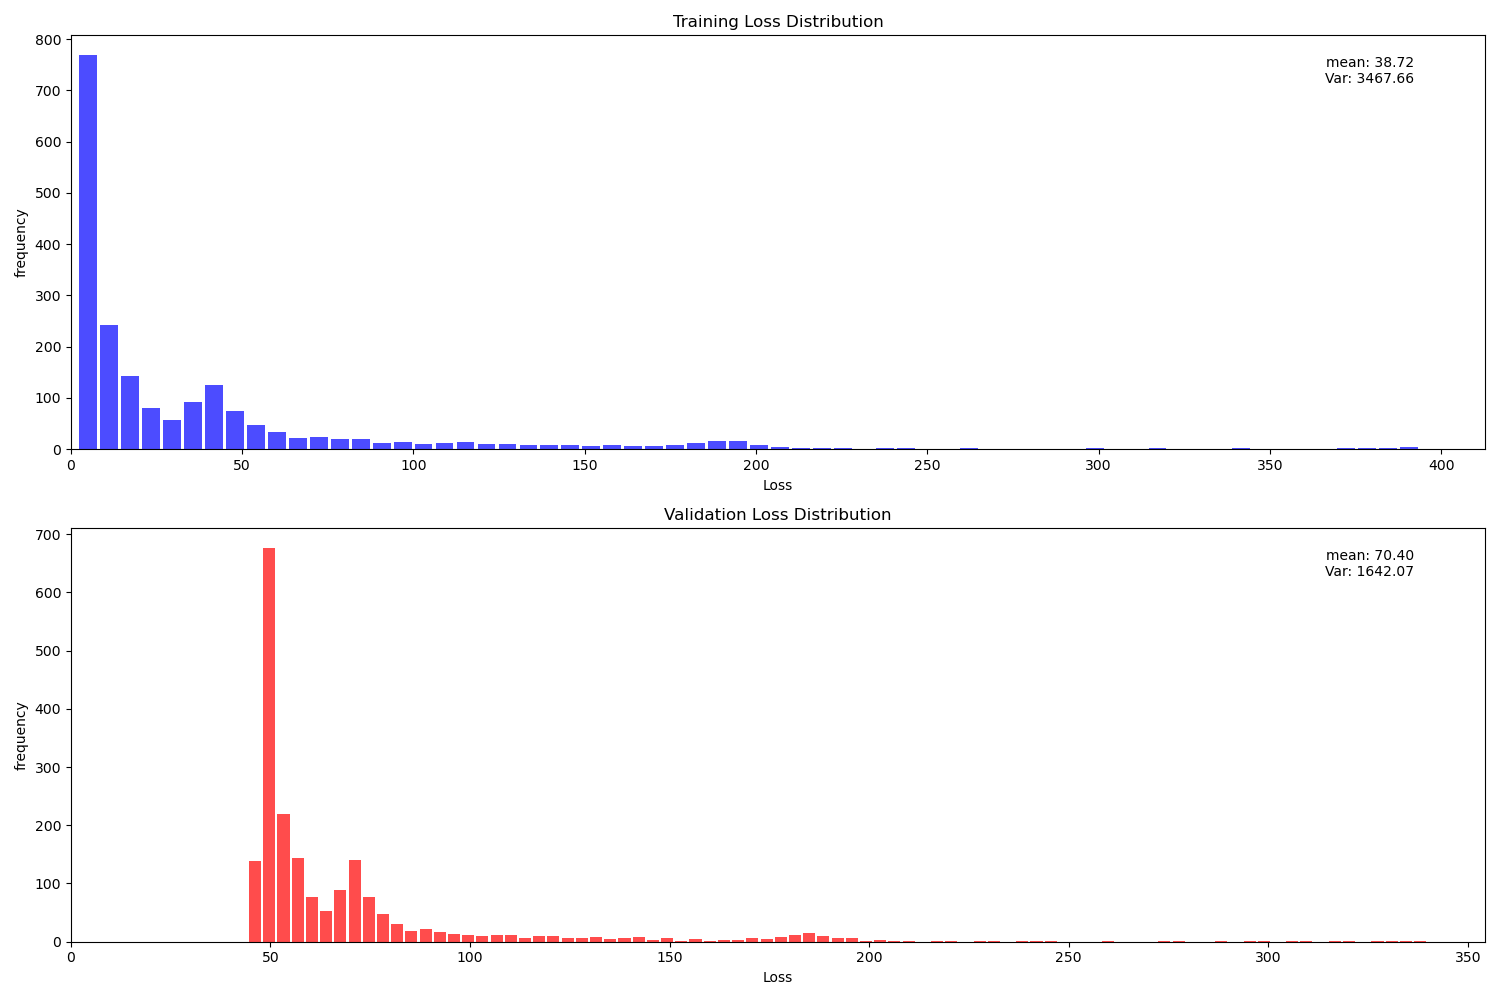 Training Loss Distribution
800
700
600
500
400
300
200
100
0
frequency
mean: 38.72
Var: 3467.66
0 50 100 150 200 250 300 350 400
Loss
Validation Loss Distribution
700
600
500
400
300
200
100
0
frequency
mean: 70.40
Var: 1642.07
0 50 100 150 200 250 300 350
Loss